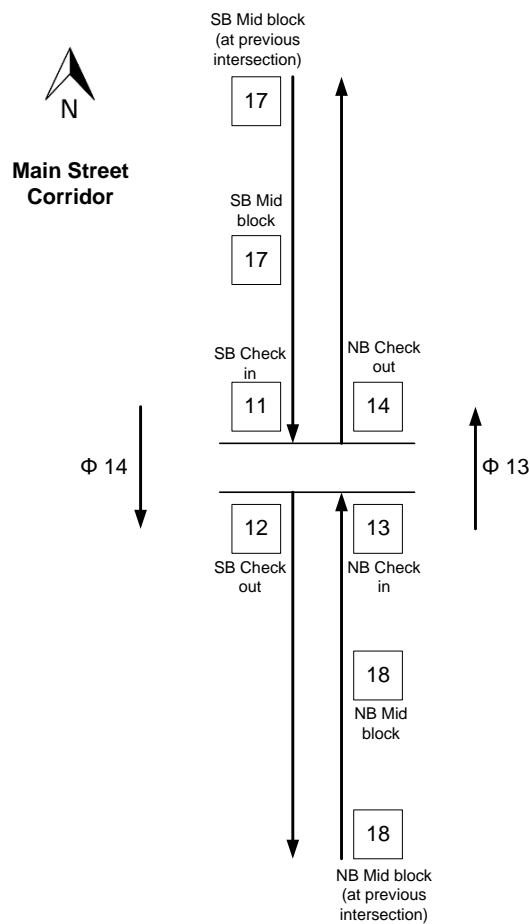 SB Mid block
(at previous
intersection)
17
N
Main Street
Corridor
SB Mid
block
17
SB Check
in
11
NB Check
out
14
Φ 14
Φ 13
12
SB Check
out
13
NB Check
in
18
NB Mid
block
18
NB Mid block
(at previous
intersection)